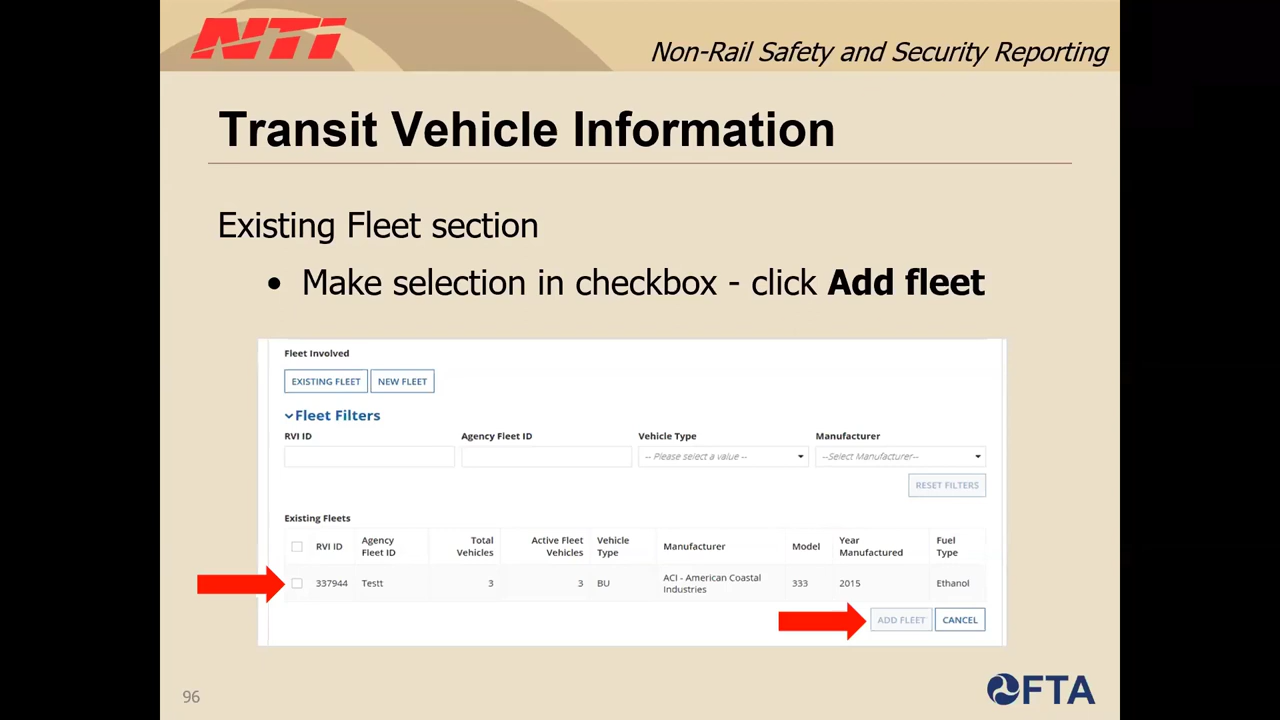 NTI
Non-Rail Safety and Security Reporting
Transit Vehicle Information
Existing Fleet section
• Make selection in checkbox - click Add fleet
Fleet Involved
EXISTING FLEET NEW FLEET
Fleet Filters
RVI ID Agency Fleet ID Vehicle Type Manufacturer
-- Please select a value -- --Select Manufacturer--
RESET FILTERS
Existing Fleets
RVI ID Agency Fleet ID Total Vehicles Active Fleet Vehicles Vehicle Type Manufacturer Model Year Manufactured Fuel Type
337944 Testt 3 3 BU ACI - American Coastal Industries 333 2015 Ethanol
ADD FLEET CANCEL
96
FTA